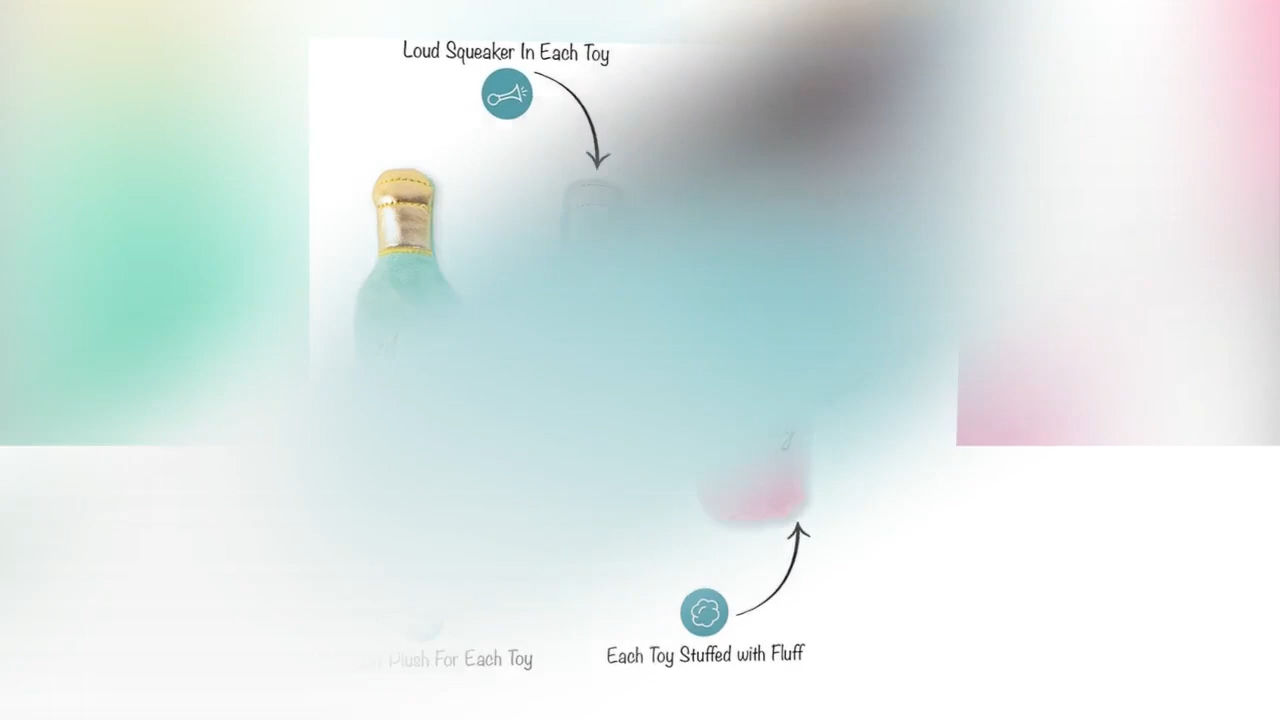 Loud Squeaker In Each Toy
Plush For Each Toy
Each Toy Stuffed with Fluff